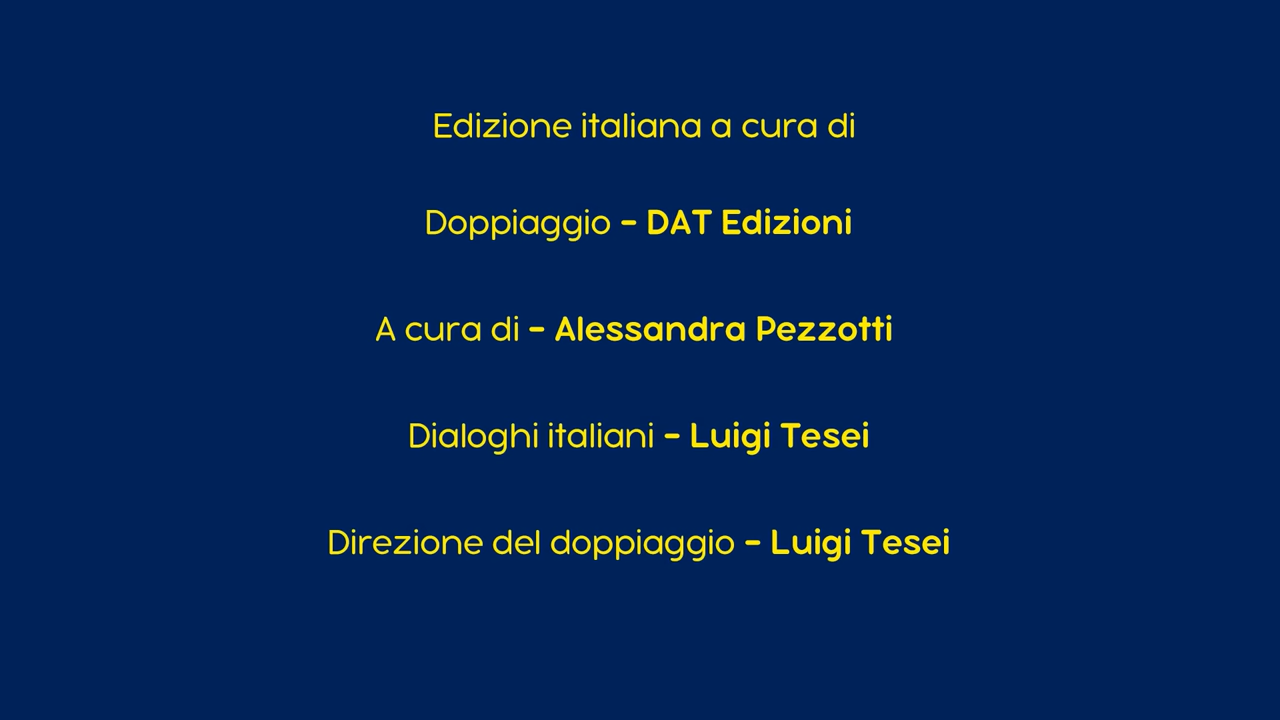 Edizione italiana a cura di
Doppiaggio - DAT Edizioni
A cura di - Alessandra Pezzotti
Dialoghi italiani - Luigi Tesei
Direzione del doppiaggio - Luigi Tesei